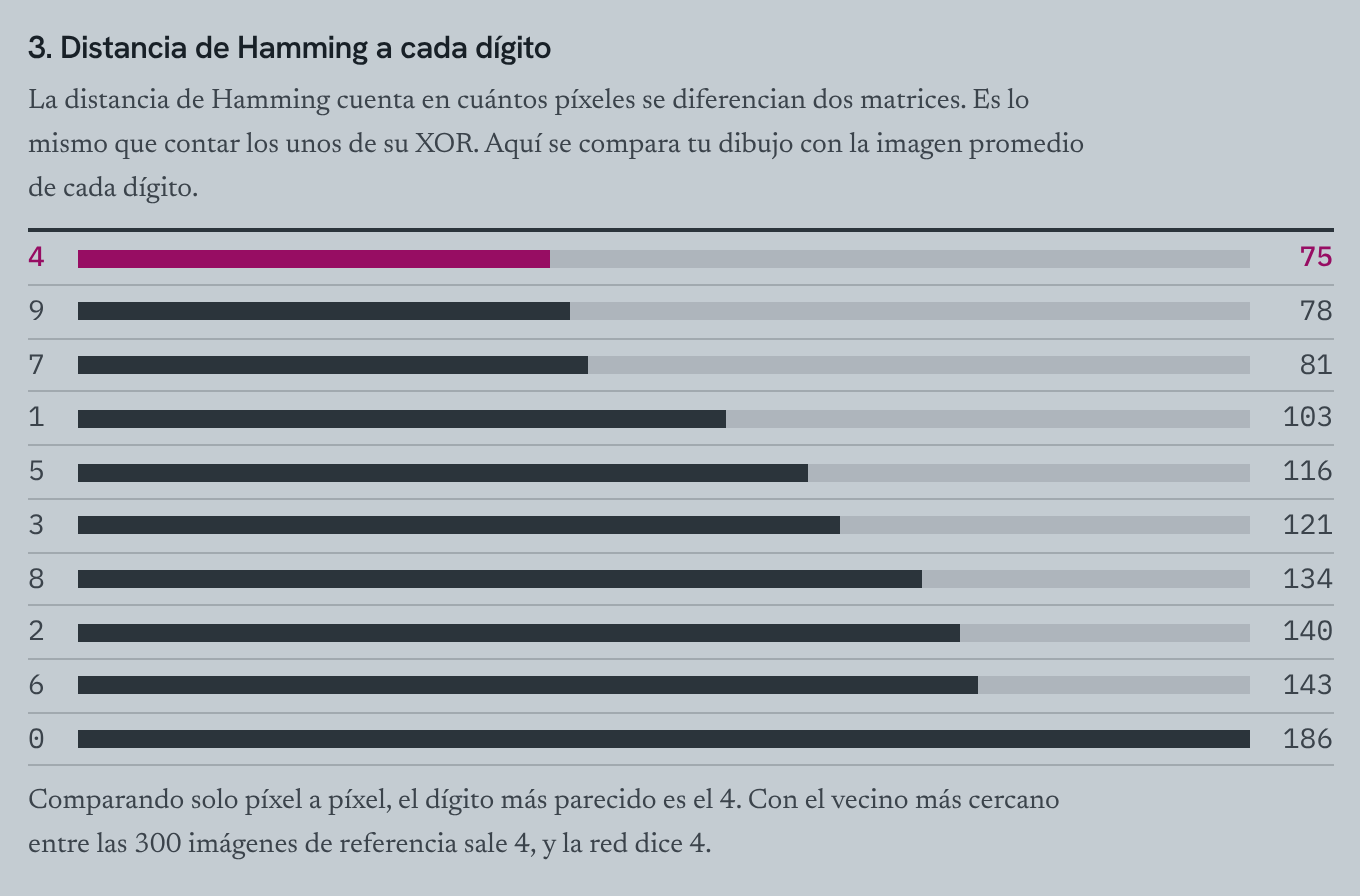 3. Distancia de Hamming a cada dígito
La distancia de Hamming cuenta en cuántos píxeles se diferencian dos matrices. Es lo
mismo que contar los unos de su XOR. Aquí se compara tu dibujo con la imagen promedio
de cada dígito.
4 75
9 78
7 81
1 103
5 116
3 121
8 134
2 140
6 143
0 186
Comparando solo píxel a píxel, el dígito más parecido es el 4. Con el vecino más cercano
entre las 300 imágenes de referencia sale 4, y la red dice 4.